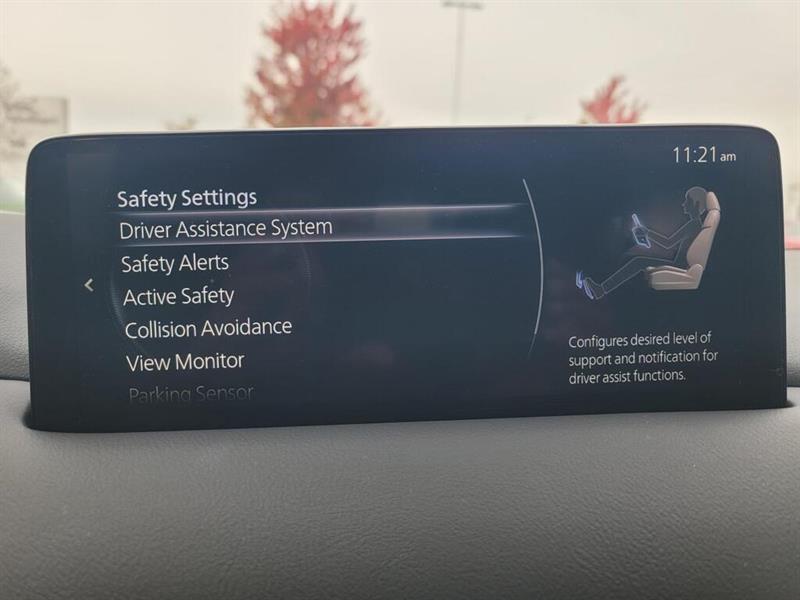 11:21 am
Safety Settings
Driver Assistance System
Safety Alerts
Active Safety
Collision Avoidance
View Monitor
Parking Sensor
Configures desired level of
support and notification for
driver assist functions.